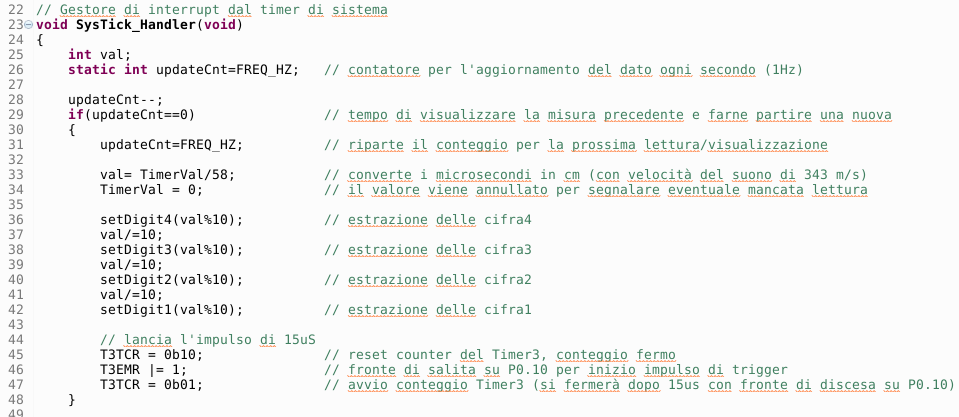 22 // Gestore di interrupt dal timer di sistema
23 void SysTick_Handler(void)
24 {
25     int val;
26     static int updateCnt=FREQ_HZ;   // contatore per l'aggiornamento del dato ogni secondo (1Hz)
27
28     updateCnt--;
29     if(updateCnt==0)                // tempo di visualizzare la misura precedente e farne partire una nuova
30     {
31         updateCnt=FREQ_HZ;          // riparte il conteggio per la prossima lettura/visualizzazione
32
33         val= TimerVal/58;           // converte i microsecondi in cm (con velocità del suono di 343 m/s)
34         TimerVal = 0;               // il valore viene annullato per segnalare eventuale mancata lettura
35
36         setDigit4(val%10);          // estrazione delle cifra4
37         val/=10;
38         setDigit3(val%10);          // estrazione delle cifra3
39         val/=10;
40         setDigit2(val%10);          // estrazione delle cifra2
41         val/=10;
42         setDigit1(val%10);          // estrazione delle cifra1
43
44         // lancia l'impulso di 15uS
45         T3TCR = 0b10;               // reset counter del Timer3, conteggio fermo
46         T3EMR |= 1;                 // fronte di salita su P0.10 per inizio impulso di trigger
47         T3TCR = 0b01;               // avvio conteggio Timer3 (si fermerà dopo 15us con fronte di discesa su P0.10)
48     }
49